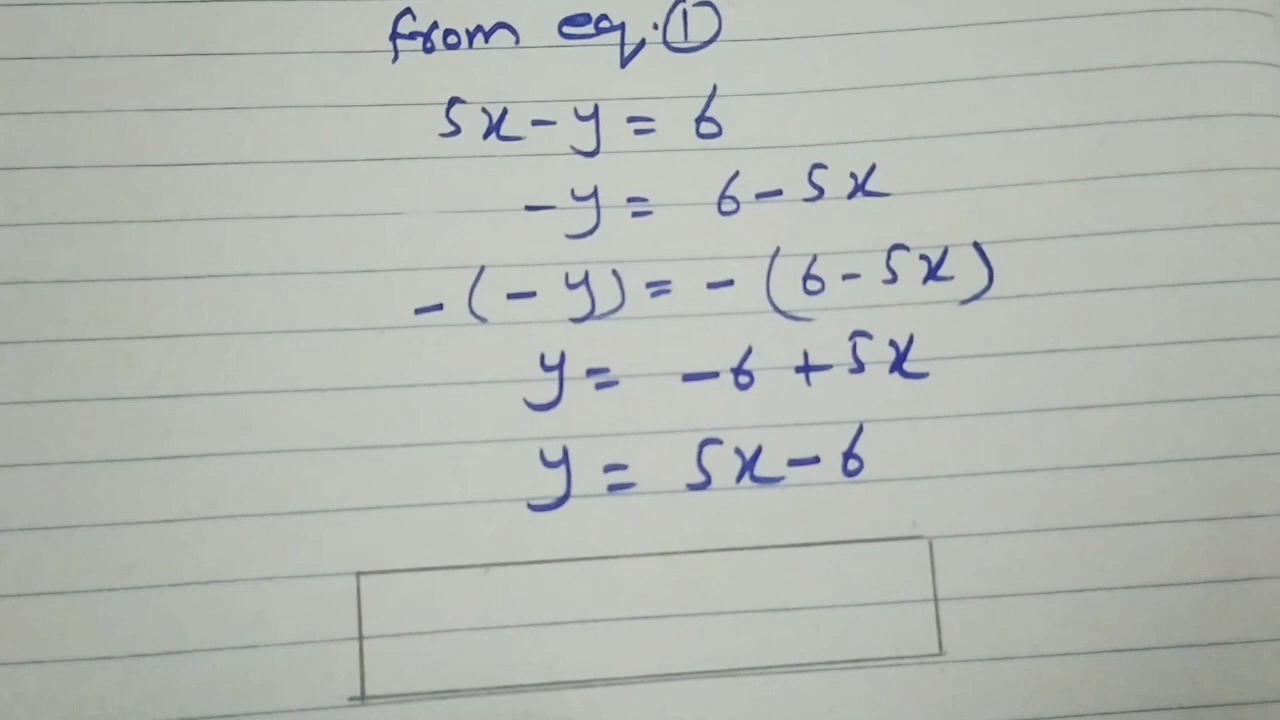 from eq. ①
5x - y = 6
-y = 6 - 5x
-(-y) = -(6 - 5x)
y = -6 + 5x
y = 5x - 6